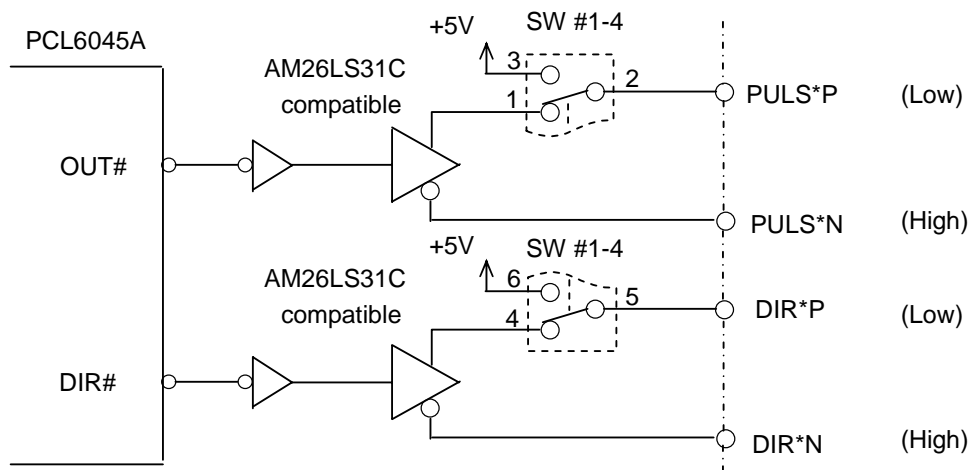 +5V
SW #1-4
PCL6045A
AM26LS31C
compatible
3
2
1
PULS*P
(Low)
OUT#
PULS*N
(High)
+5V
SW #1-4
AM26LS31C
compatible
6
5
4
DIR*P
(Low)
DIR#
DIR*N
(High)